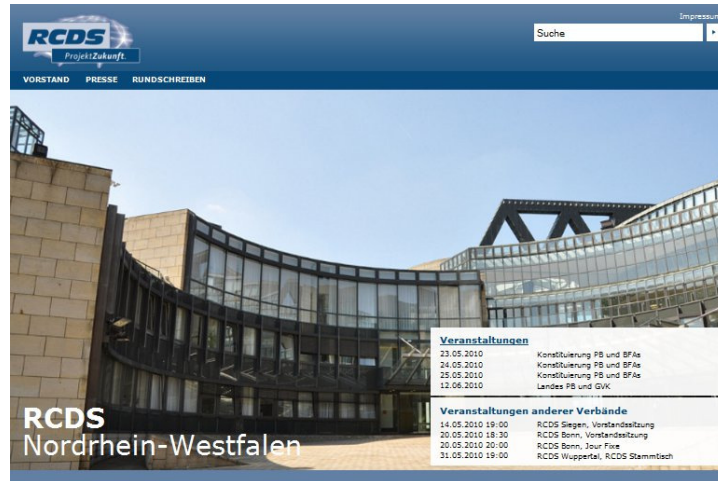 Impressum
RCDS
ProjektZukunft.
Suche
VORSTAND PRESSE RUNDSCHREIBEN
Veranstaltungen
23.05.2010 Konstituierung PB und BFAs
24.05.2010 Konstituierung PB und BFAs
25.05.2010 Konstituierung PB und BFAs
12.06.2010 Landes PB und GVK
Veranstaltungen anderer Verbände
14.05.2010 19:00 RCDS Siegen, Vorstandssitzung
20.05.2010 18:30 RCDS Bonn, Vorstandssitzung
20.05.2010 20:00 RCDS Bonn, Jour Fixe
31.05.2010 19:00 RCDS Wuppertal, RCDS Stammtisch
RCDS
Nordrhein-Westfalen